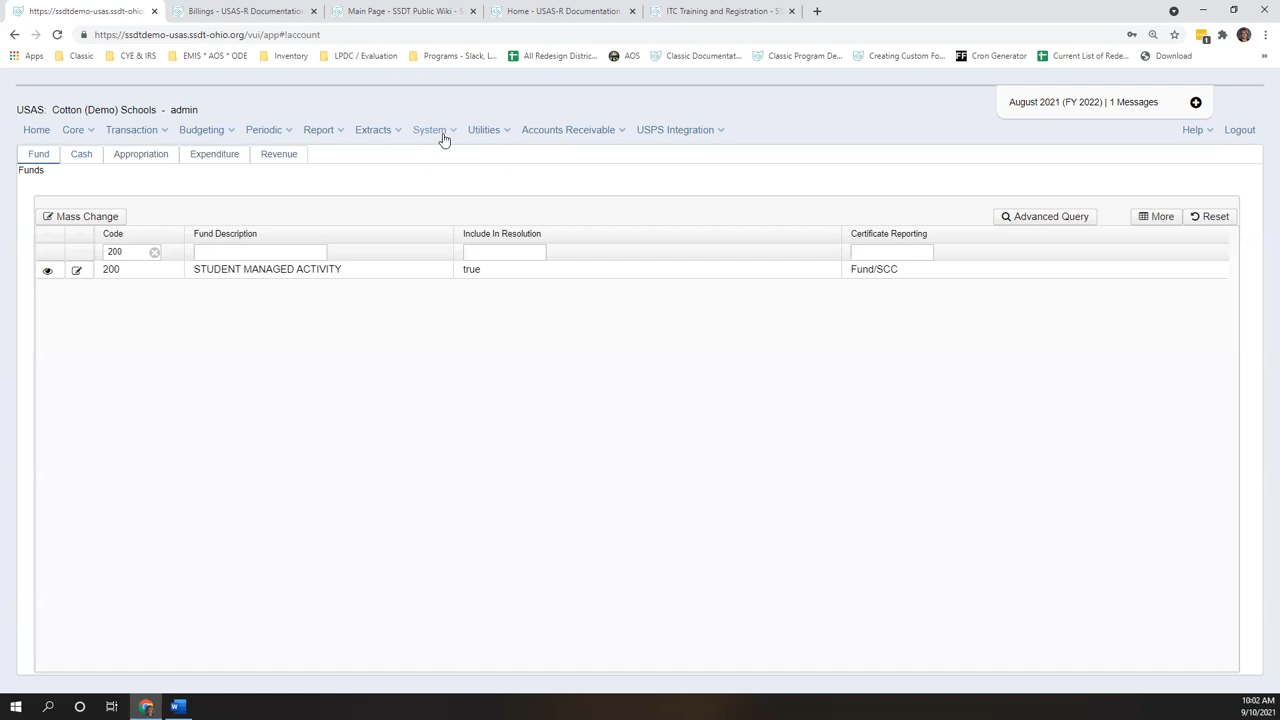 https://ssdtdemo-usas.ssdt-ohio.
Billings - USAS-R Documentation
Main Page - SSDT Public Wiki - S
Home - USAS-R Documentation
ITC Training and Registration - SS
https://ssdtdemo-usas.ssdt-ohio.org/vui/app#!account
Apps
Classic
CYE & IRS
EMIS * AOS * ODE
Inventory
LPDC / Evaluation
Programs - Slack, L...
All Redesign Distric...
AOS
Classic Documentat...
Classic Program De...
Creating Custom Fo...
Cron Generator
Current List of Rede...
Download
»
1
USAS: Cotton (Demo) Schools - admin
August 2021 (FY 2022) | 1 Messages
Home Core Transaction Budgeting Periodic Report Extracts System Utilities Accounts Receivable USPS Integration Help Logout
Fund Cash Appropriation Expenditure Revenue
Funds
Mass Change Advanced Query More Reset
Code Fund Description Include In Resolution Certificate Reporting
200
200 STUDENT MANAGED ACTIVITY true Fund/SCC
10:02 AM
9/10/2021